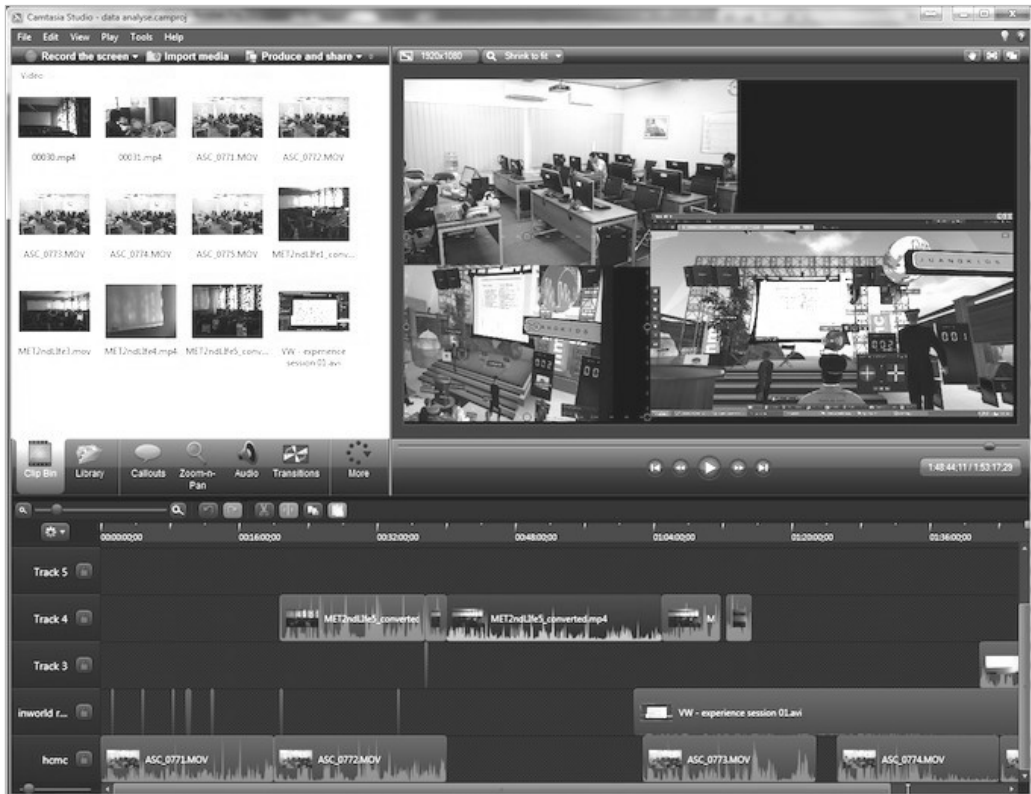 Camtasia Studio - data analyse.camproj
File Edit View Play Tools Help
Record the screen Import media Produce and share
1920x1080 Shrink to fit
Video
00030.mp4 00031.mp4 ASC_0771.MOV ASC_0772.MOV
ASC_0773.MOV ASC_0774.MOV ASC_0775.MOV MET2ndLIfe1_conv...
MET2ndLIfe3.mov MET2ndLIfe4.mp4 MET2ndLIfe5_conv... VW - experience
session 01.avi
JUANGKIDS
UANGKIDS
002
001
00
Clip Bin Library Callouts Zoom-n-
Pan Audio Transitions More
1:48:44;11 / 1:53:17;29
00:00:00;00 00:16:00;00 00:32:00;00 00:48:00;00 01:04:00;00 01:20:00;00 01:36:00;00
Track 5
Track 4 MET2ndLIfe5_converted MET2ndLIfe5_converted.mp4 M
Track 3
inworld r... VW - experience session 01.avi
hcmc ASC_0771.MOV ASC_0772.MOV ASC_0773.MOV ASC_0774.MOV